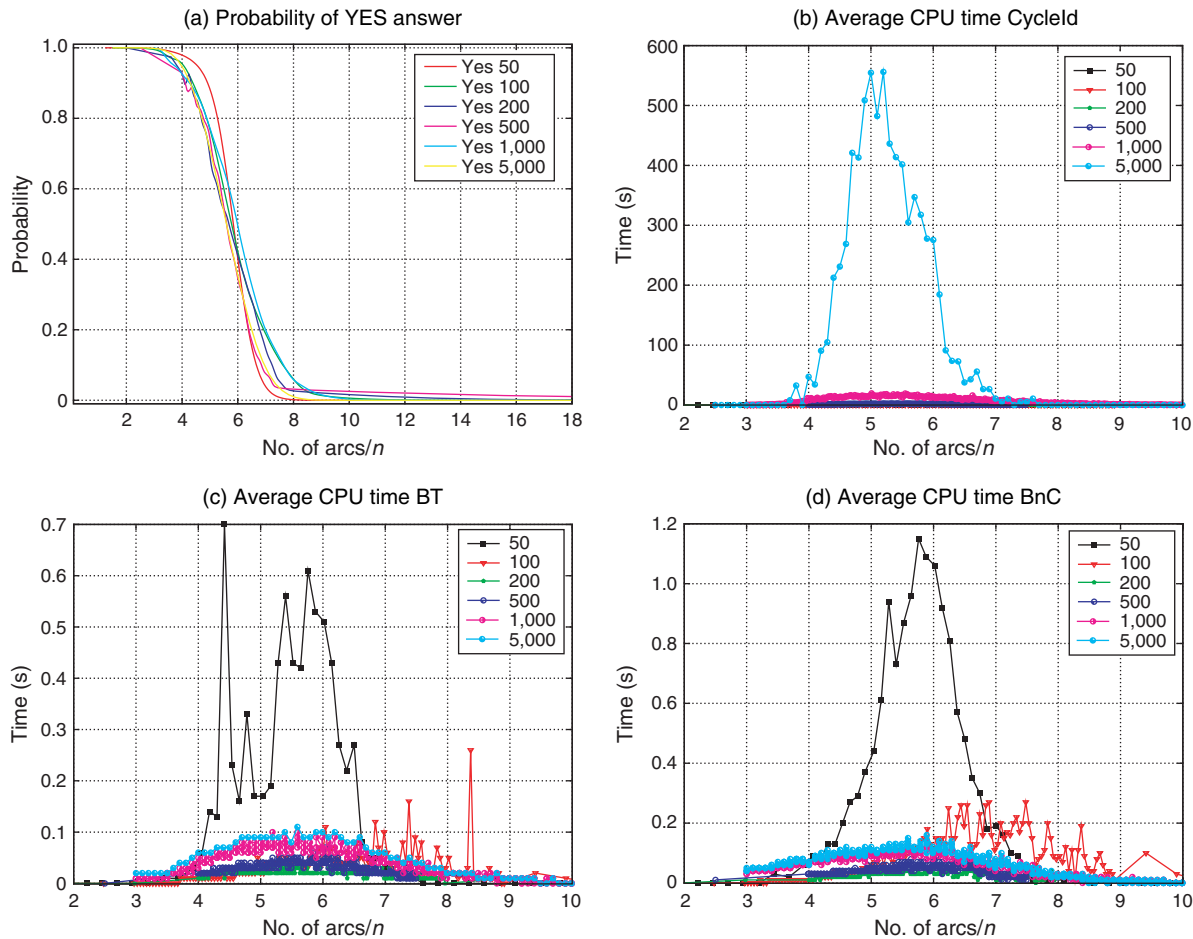 (a) Probability of YES answer
1.0
0.8
0.6
0.4
0.2
0
Probability
2 4 6 8 10 12 14 16 18
No. of arcs/n
Yes 50
Yes 100
Yes 200
Yes 500
Yes 1,000
Yes 5,000
(b) Average CPU time CycleId
600
500
400
300
200
100
0
Time (s)
2 3 4 5 6 7 8 9 10
No. of arcs/n
50
100
200
500
1,000
5,000
(c) Average CPU time BT
0.7
0.6
0.5
0.4
0.3
0.2
0.1
0
Time (s)
2 3 4 5 6 7 8 9 10
No. of arcs/n
50
100
200
500
1,000
5,000
(d) Average CPU time BnC
1.2
1.0
0.8
0.6
0.4
0.2
0
Time (s)
2 3 4 5 6 7 8 9 10
No. of arcs/n
50
100
200
500
1,000
5,000